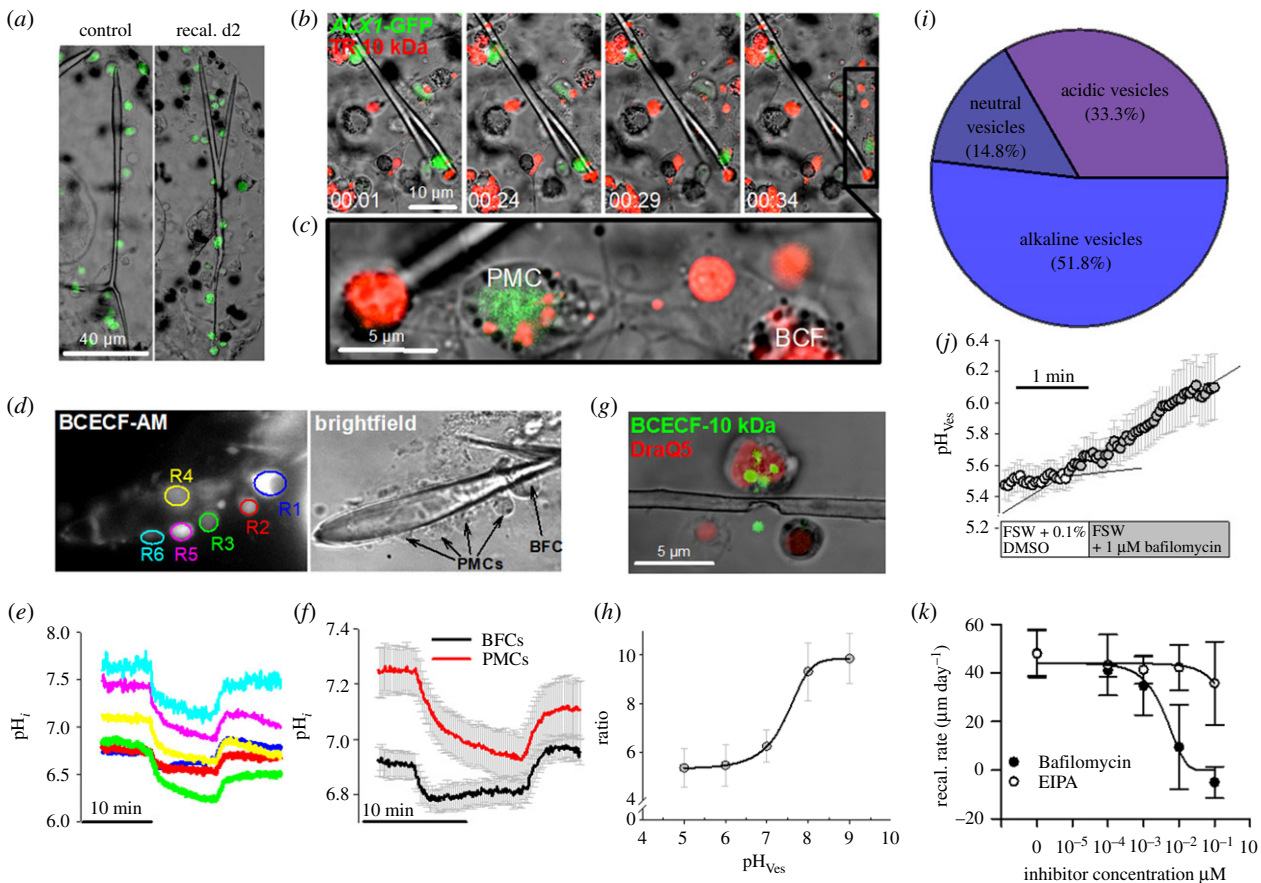 (a)
control
recal. d2
40 µm
(b)
ALX1-GFP
TR 10 kDa
00:01
10 µm
00:24
00:29
00:34
(c)
PMC
BCF
5 µm
(d)
BCECF-AM
R4
R1
R2
R3
R5
R6
brightfield
BFC
PMCs
(e)
8.0
7.5
7.0
6.5
6.0
pHi
10 min
(f)
7.4
7.2
7.0
6.8
pHi
BFCs
PMCs
10 min
(g)
BCECF-10 kDa
DraQ5
5 µm
(h)
10
8
6
4
0
ratio
4 5 6 7 8 9 10
pHVes
(i)
acidic vesicles
(33.3%)
neutral
vesicles
(14.8%)
alkaline vesicles
(51.8%)
(j)
6.4
6.2
6.0
5.8
5.6
5.4
5.2
pHVes
1 min
FSW + 0.1%
DMSO
FSW
+ 1 µM bafilomycin
(k)
60
40
20
0
−20
recal. rate (µm day−1)
Bafilomycin
EIPA
0 10−5 10−4 10−3 10−2 10−1 10
inhibitor concentration µM